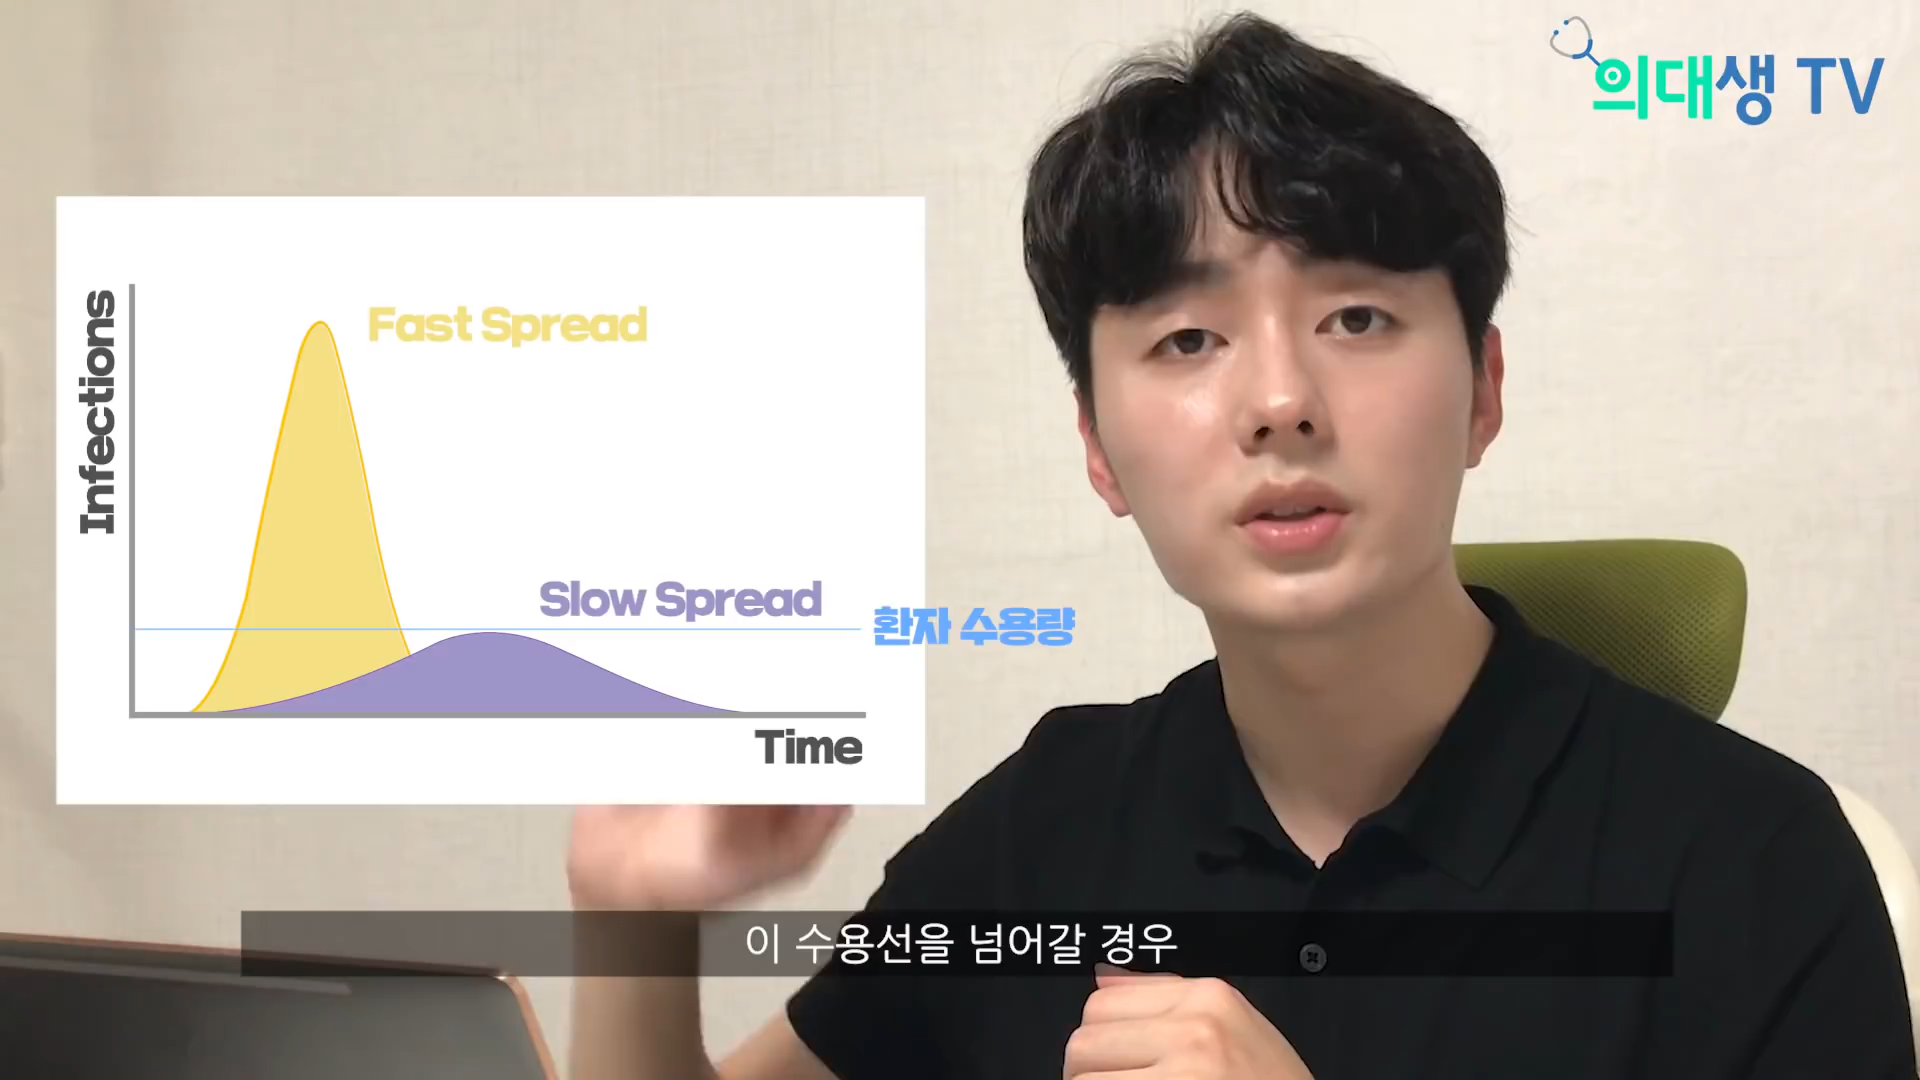 의대생 TV
Infections
Fast Spread
Slow Spread
환자 수용량
Time
이 수용선을 넘어갈 경우